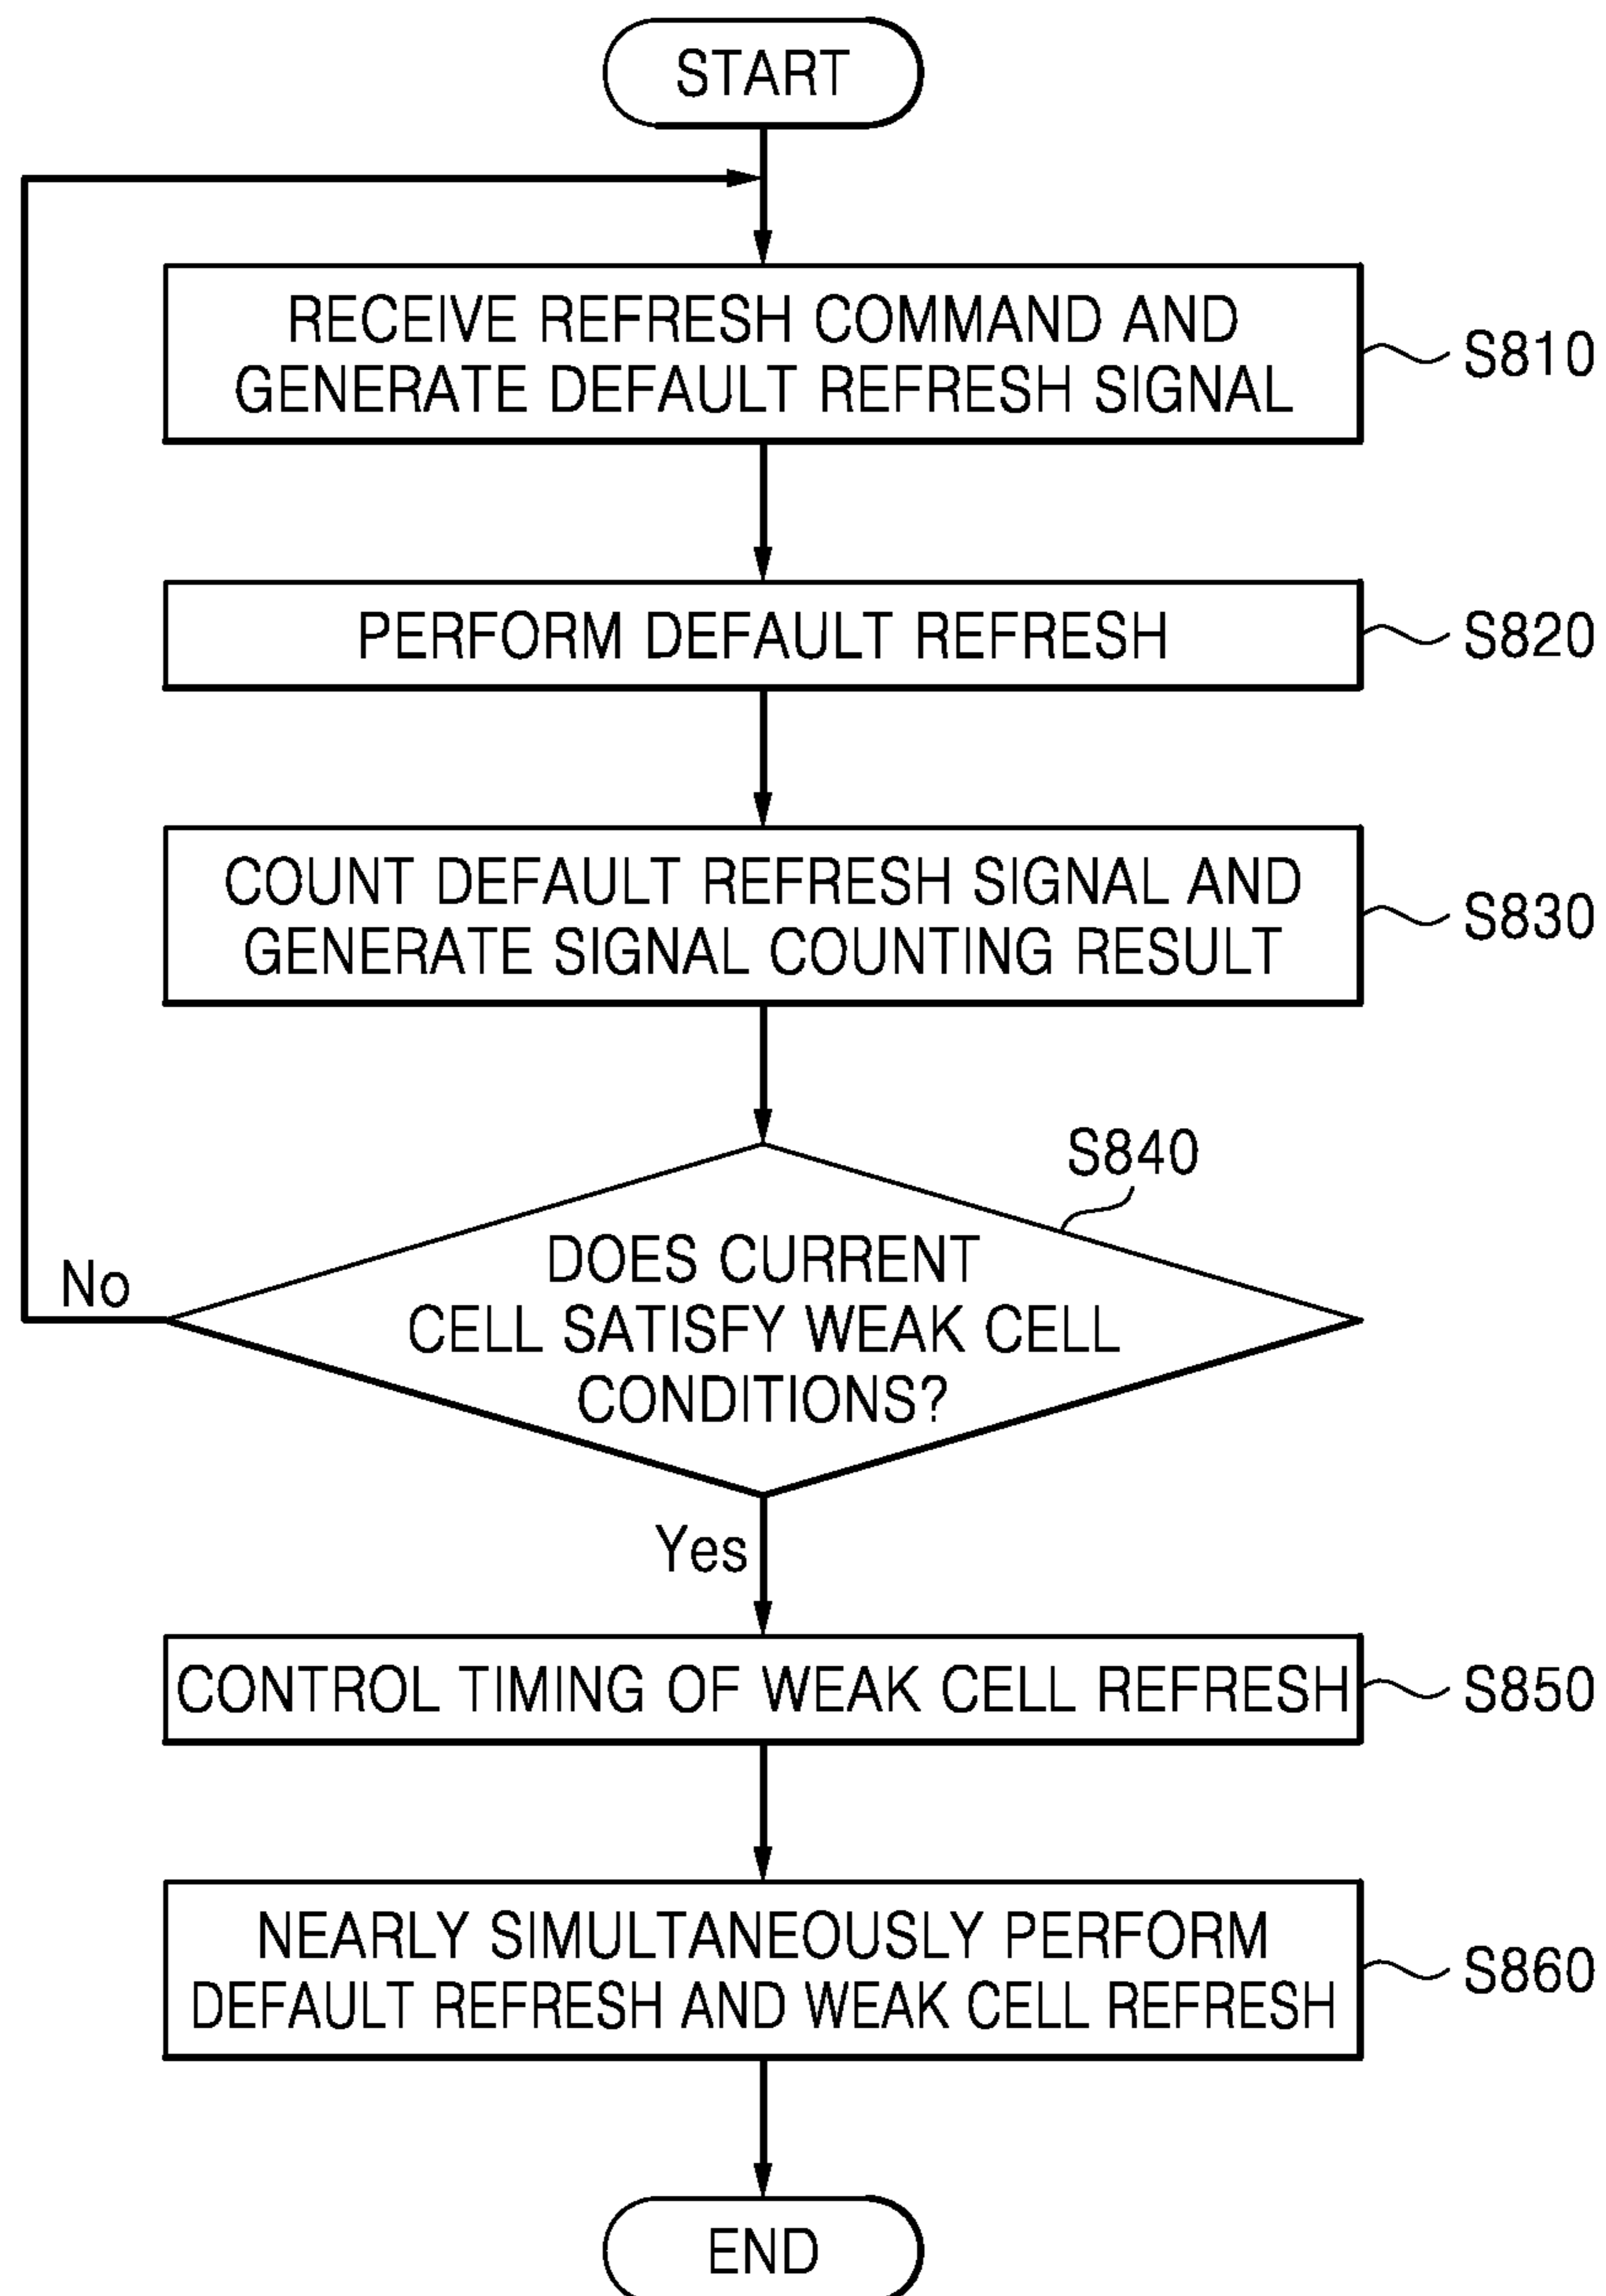 START
RECEIVE REFRESH COMMAND AND
GENERATE DEFAULT REFRESH SIGNAL
S810
PERFORM DEFAULT REFRESH
S820
COUNT DEFAULT REFRESH SIGNAL AND
GENERATE SIGNAL COUNTING RESULT
S830
S840
DOES CURRENT
CELL SATISFY WEAK CELL
CONDITIONS?
No
Yes
CONTROL TIMING OF WEAK CELL REFRESH
S850
NEARLY SIMULTANEOUSLY PERFORM
DEFAULT REFRESH AND WEAK CELL REFRESH
S860
END